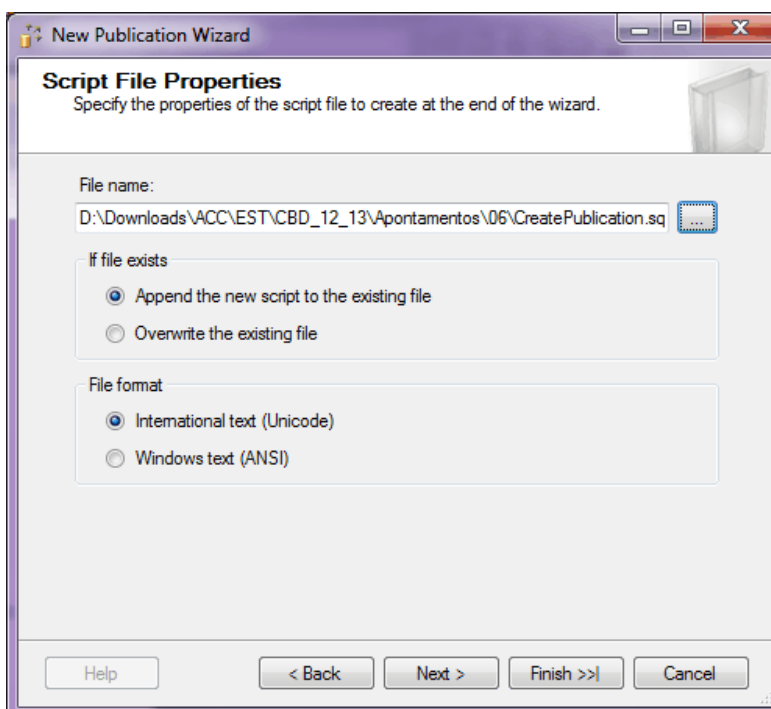 New Publication Wizard
Script File Properties
Specify the properties of the script file to create at the end of the wizard.
File name:
D:\Downloads\ACC\EST\CBD_12_13\Apontamentos\06\CreatePublication.sq
...
If file exists
Append the new script to the existing file
Overwrite the existing file
File format
International text (Unicode)
Windows text (ANSI)
Help
< Back
Next >
Finish >>|
Cancel